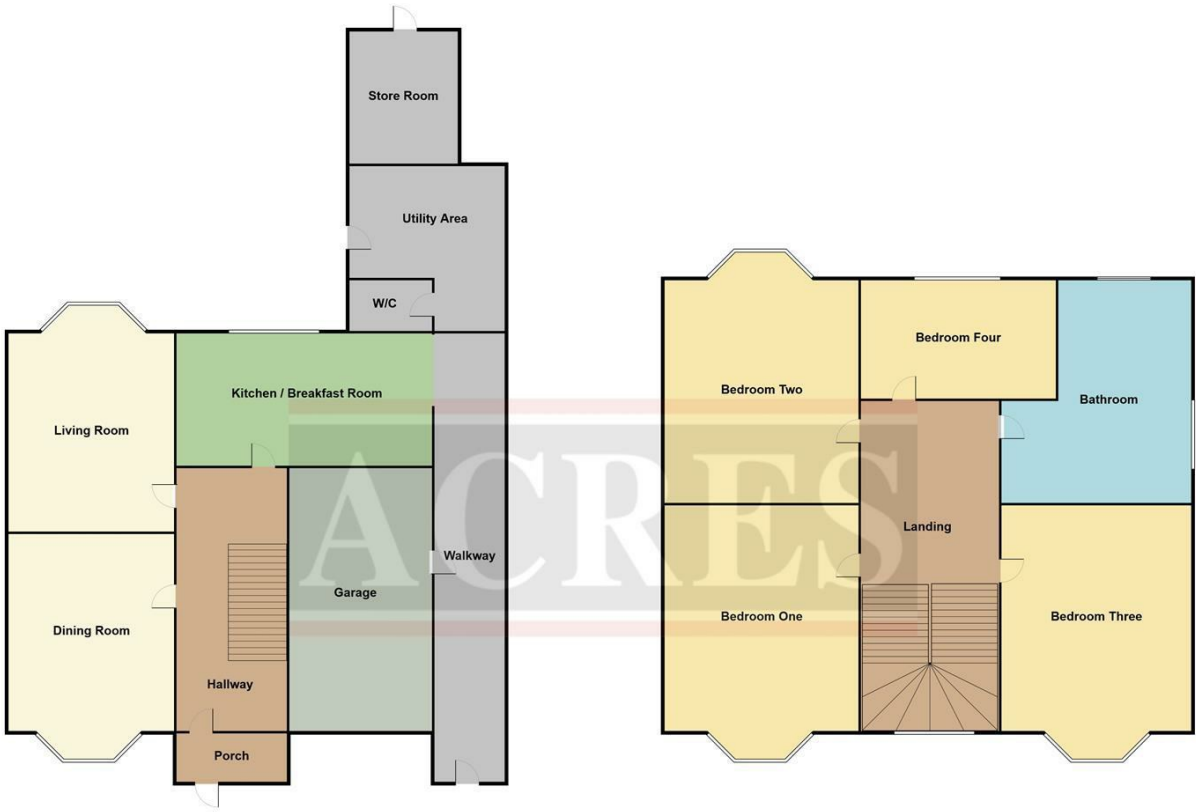 Store Room
Utility Area
W/C
Kitchen / Breakfast Room
Living Room
Garage
Walkway
Dining Room
Hallway
Porch
Bedroom Two
Bedroom Four
Bathroom
Landing
Bedroom One
Bedroom Three
ACRES